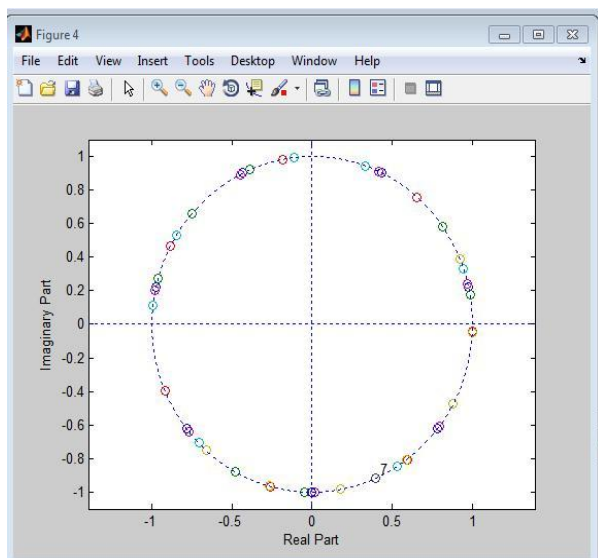 Figure 4
File Edit View Insert Tools Desktop Window Help
1
0.8
0.6
0.4
0.2
0
-0.2
-0.4
-0.6
-0.8
-1
Imaginary Part
7
-1 -0.5 0 0.5 1
Real Part